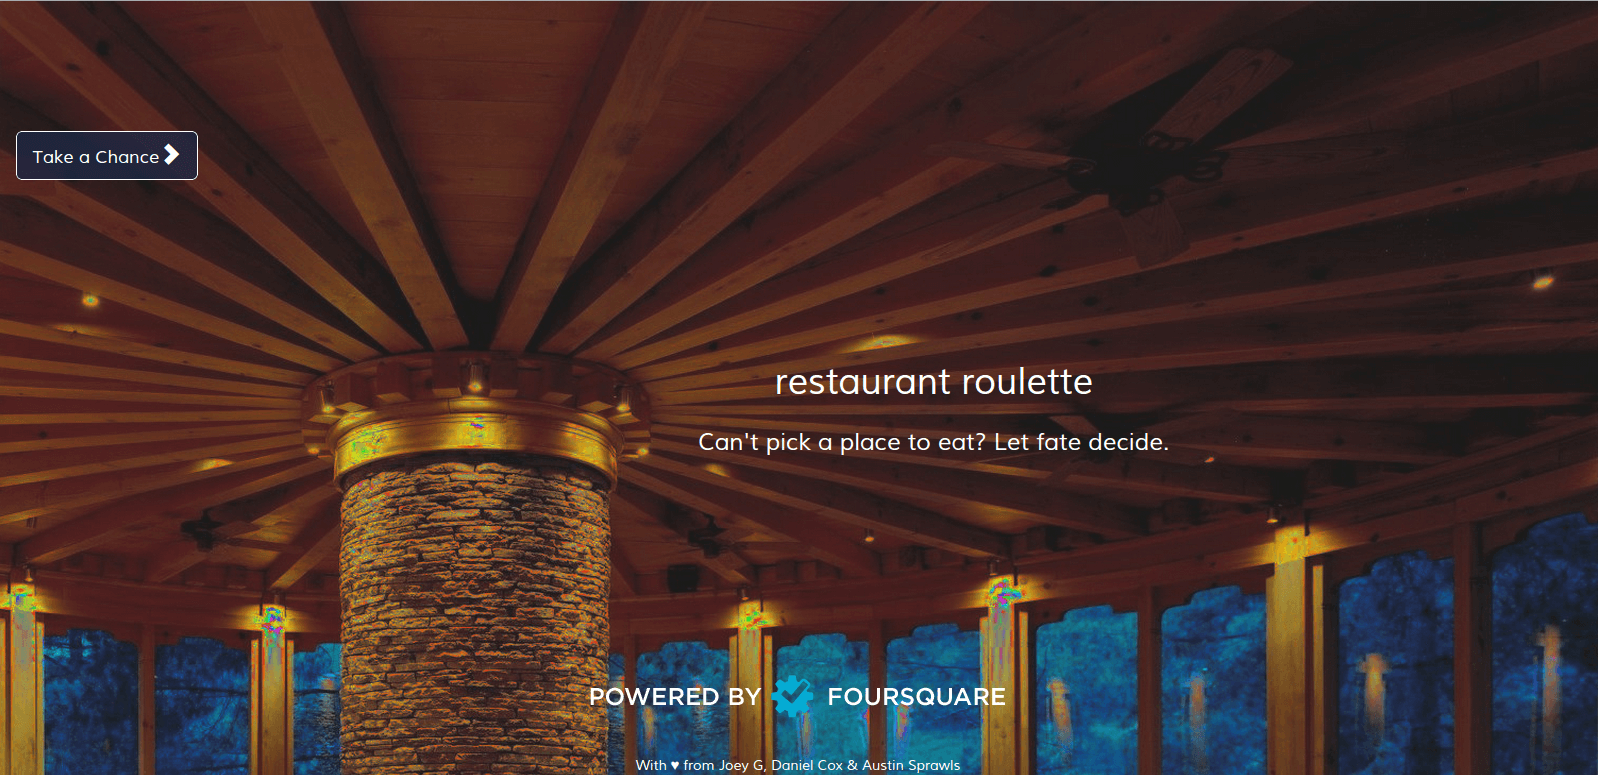 Take a Chance
restaurant roulette
Can't pick a place to eat? Let fate decide.
POWERED BY FOURSQUARE
With ♥ from Joey G, Daniel Cox & Austin Sprawls